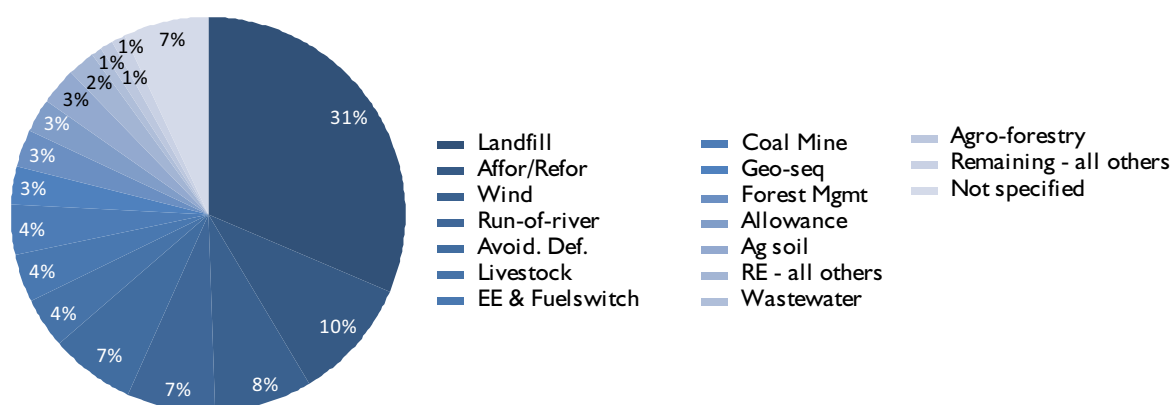 31%
10%
8%
7%
7%
4%
4%
4%
3%
3%
3%
3%
2%
1%
1%
1%
7%
Landfill
Affor/Refor
Wind
Run-of-river
Avoid. Def.
Livestock
EE & Fuelswitch
Coal Mine
Geo-seq
Forest Mgmt
Allowance
Ag soil
RE - all others
Wastewater
Agro-forestry
Remaining - all others
Not specified